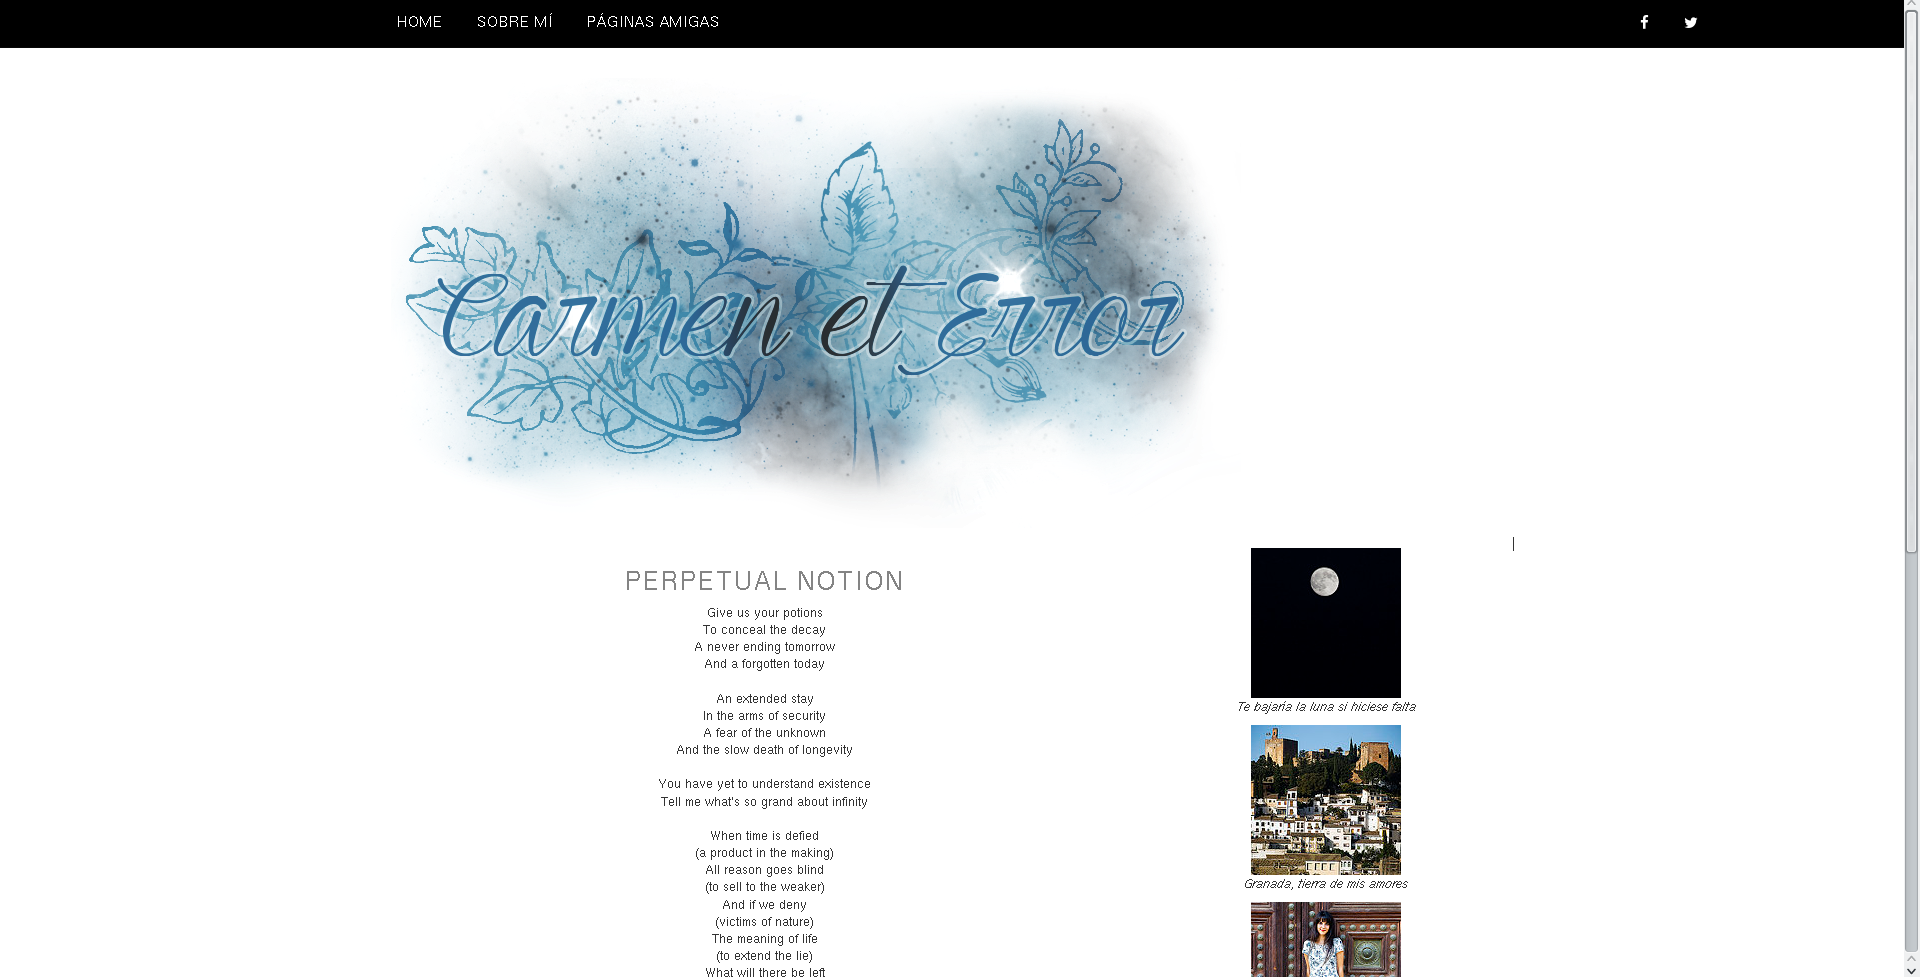 HOME SOBRE MÍ PÁGINAS AMIGAS
Carmen et Error
PERPETUAL NOTION
Give us your potions
To conceal the decay
A never ending tomorrow
And a forgotten today
An extended stay
In the arms of security
A fear of the unknown
And the slow death of longevity
You have yet to understand existence
Tell me what's so grand about infinity
When time is defied
(a product in the making)
All reason goes blind
(to sell to the weaker)
And if we deny
(victims of nature)
The meaning of life
(to extend the lie)
What will there be left
Te bajaría la luna si hiciese falta
Granada, tierra de mis amores